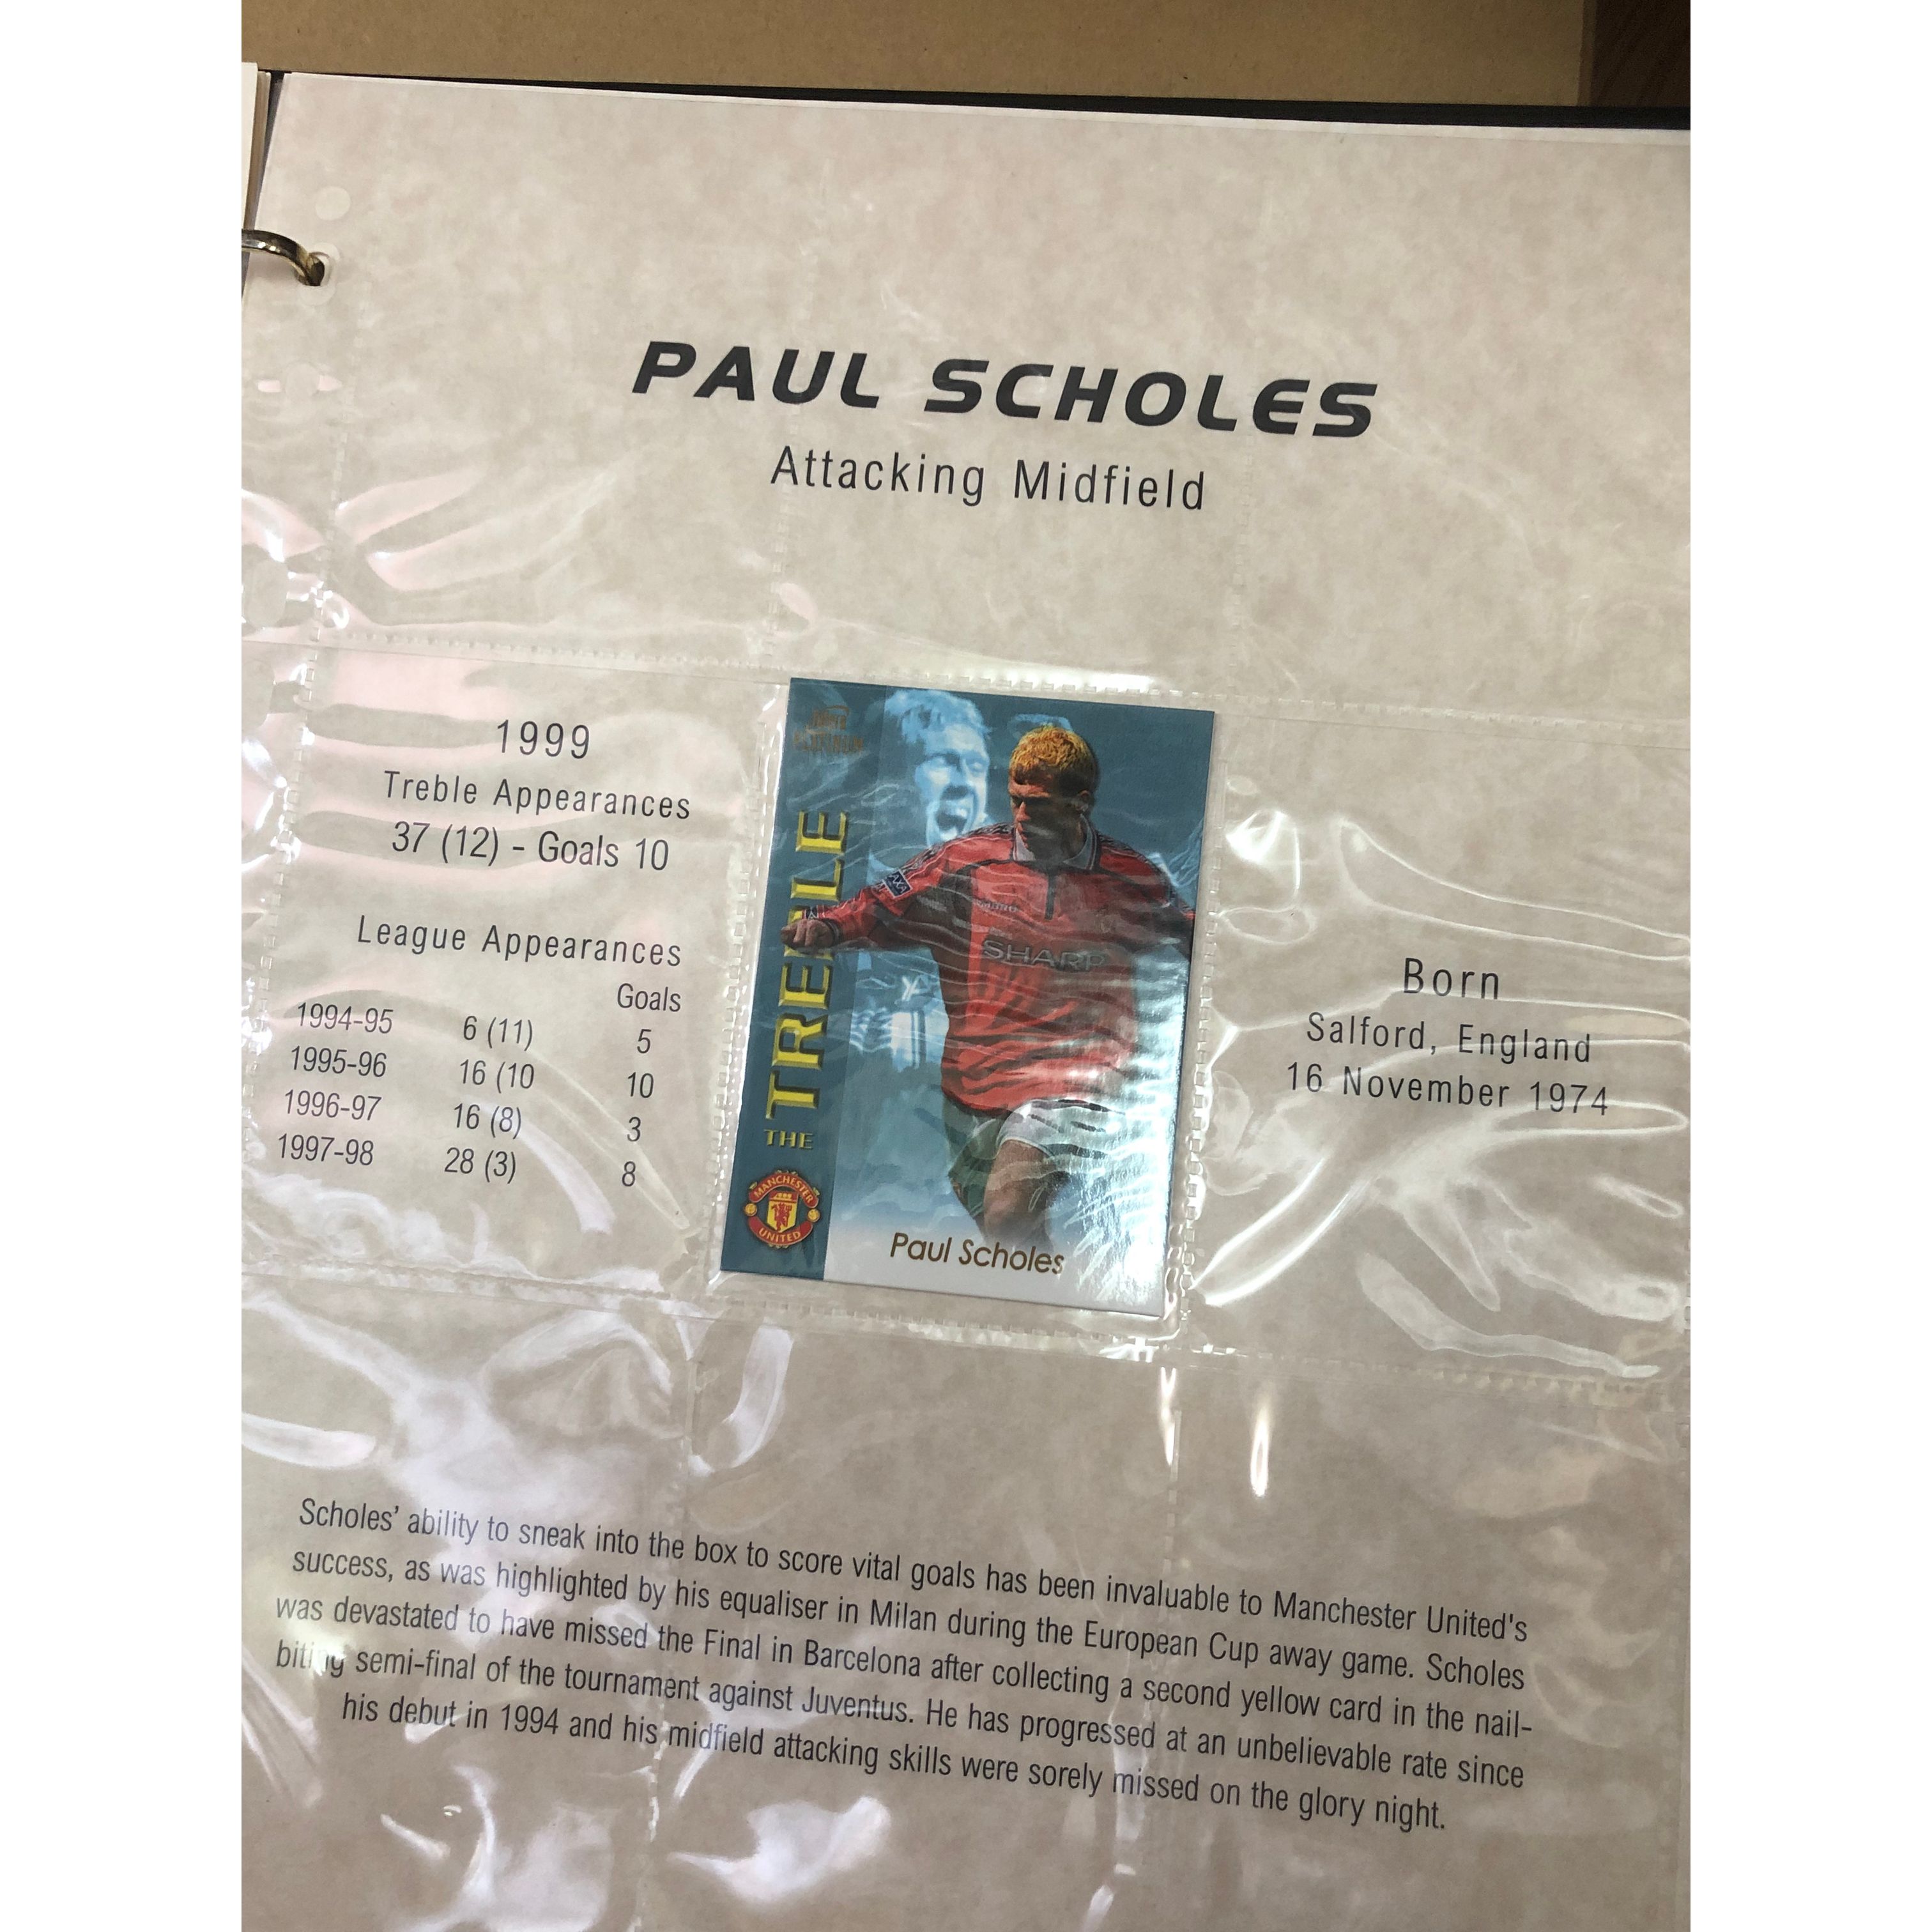 PAUL SCHOLES
Attacking Midfield
1999
Treble Appearances
37 (12) - Goals 10
League Appearances
Goals
1994-95 6 (11) 5
1995-96 16 (10 10
1996-97 16 (8) 3
1997-98 28 (3) 8
THE TREBLE
AXA
UMBRO
SHARP
MANCHESTER
UNITED
Paul Scholes
Born
Salford, England
16 November 1974
Scholes' ability to sneak into the box to score vital goals has been invaluable to Manchester United's
success, as was highlighted by his equaliser in Milan during the European Cup away game. Scholes
was devastated to have missed the Final in Barcelona after collecting a second yellow card in the nail-
biting semi-final of the tournament against Juventus. He has progressed at an unbelievable rate since
his debut in 1994 and his midfield attacking skills were sorely missed on the glory night.